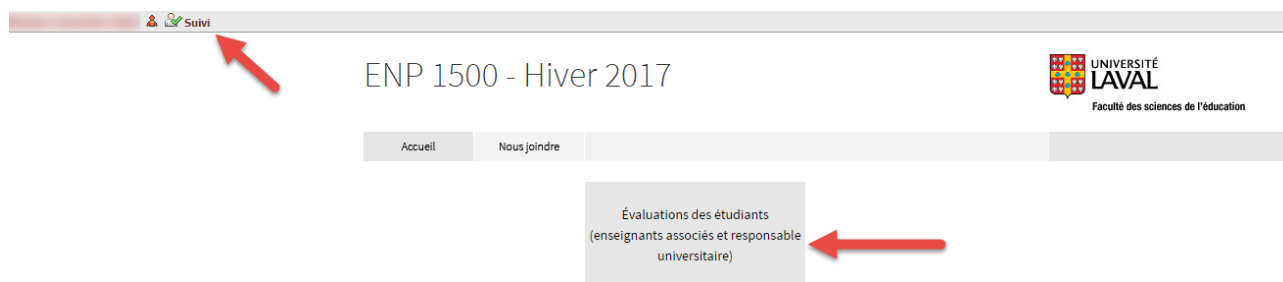 Suivi
ENP 1500 - Hiver 2017
UNIVERSITÉ
LAVAL
Faculté des sciences de l'éducation
Accueil
Nous joindre
Évaluations des étudiants
(enseignants associés et responsable
universitaire)